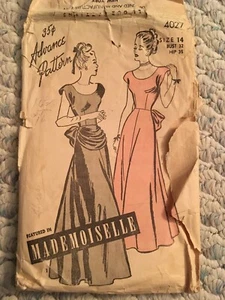 4027
35¢
Advance
Pattern
SIZE 14
BUST 32
HIP 35
FEATURED IN
MADEMOISELLE